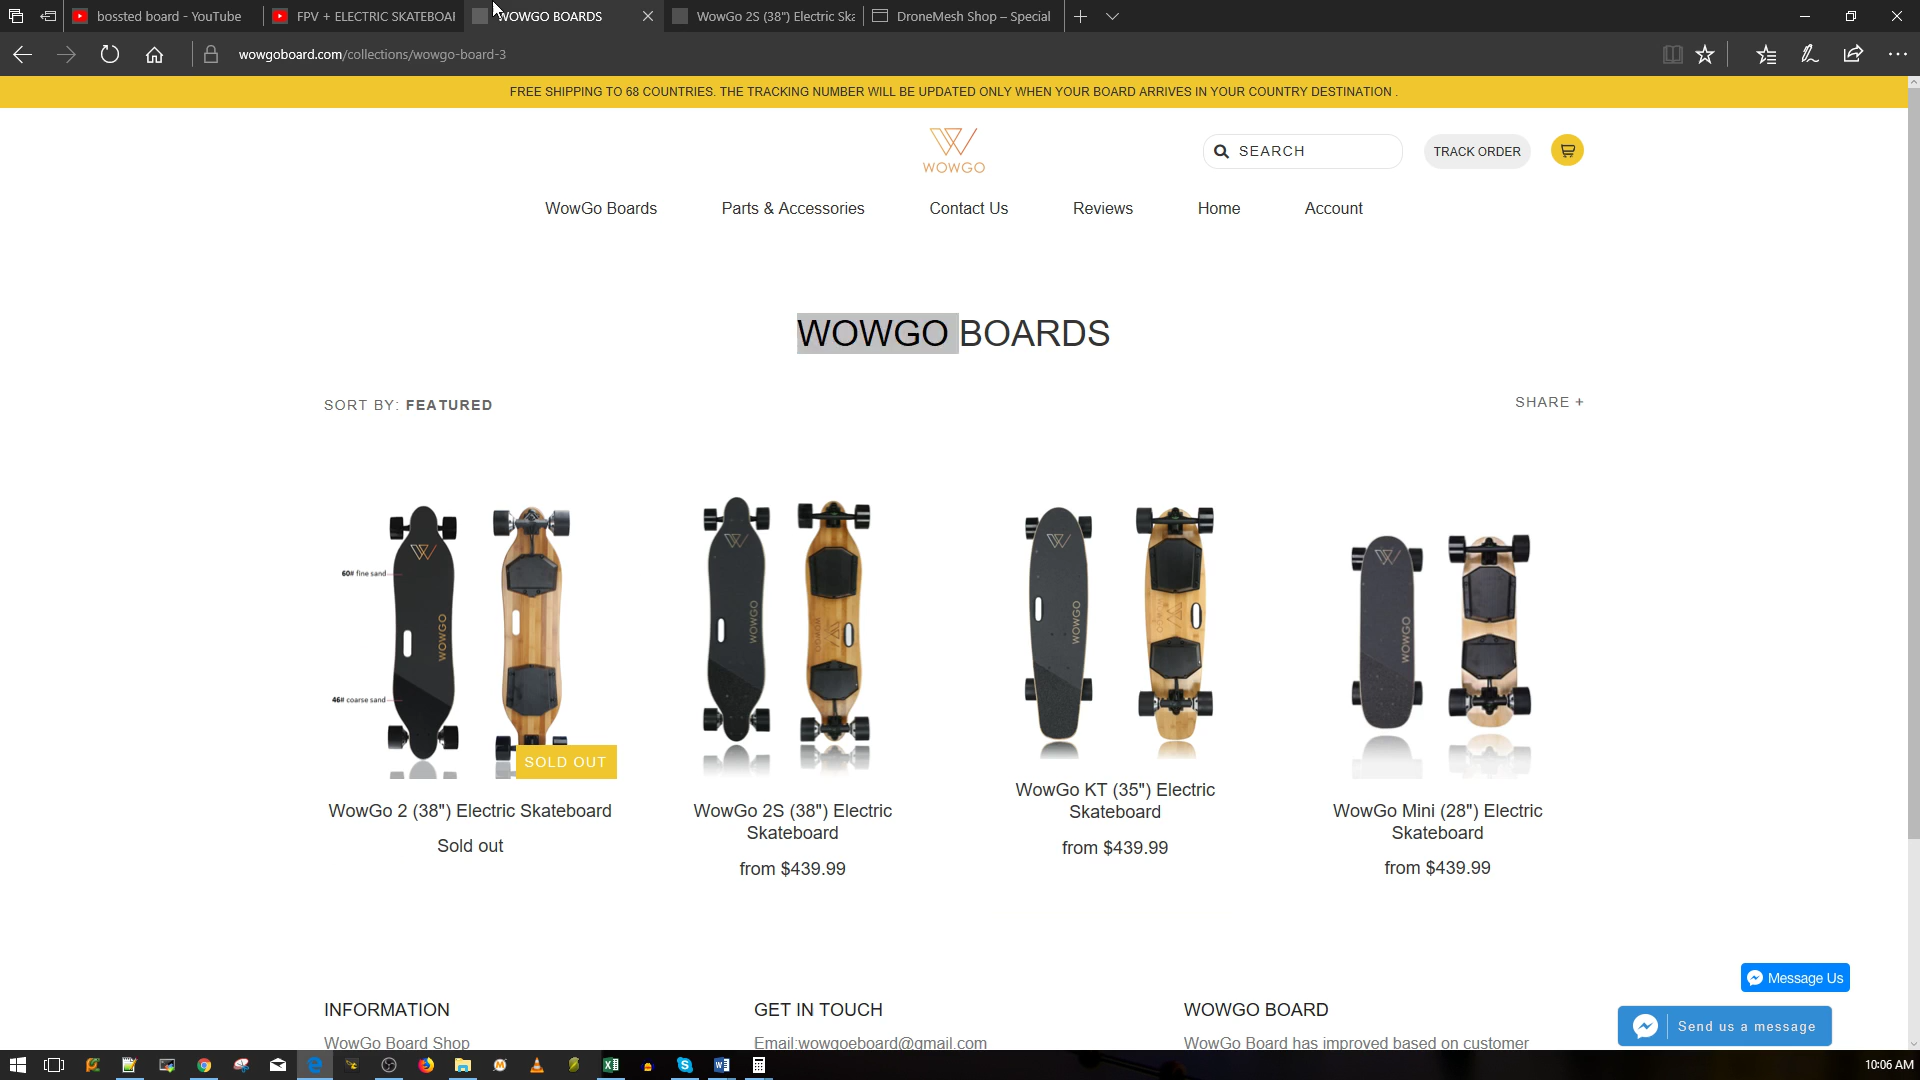 bossted board - YouTube
FPV + ELECTRIC SKATEBOAI
WOWGO BOARDS
WowGo 2S (38") Electric Ska
DroneMesh Shop – Special
wowgoboard.com/collections/wowgo-board-3
FREE SHIPPING TO 68 COUNTRIES. THE TRACKING NUMBER WILL BE UPDATED ONLY WHEN YOUR BOARD ARRIVES IN YOUR COUNTRY DESTINATION .
WOWGO
SEARCH
TRACK ORDER
WowGo Boards
Parts & Accessories
Contact Us
Reviews
Home
Account
WOWGO BOARDS
SORT BY: FEATURED
SHARE +
60# fine sand
46# coarse sand
WOWGO
WOWGO
WOWGO
WOWGO
SOLD OUT
WowGo 2 (38") Electric Skateboard
Sold out
WowGo 2S (38") Electric
Skateboard
from $439.99
WowGo KT (35") Electric
Skateboard
from $439.99
WowGo Mini (28") Electric
Skateboard
from $439.99
Message Us
Send us a message
INFORMATION
WowGo Board Shop
GET IN TOUCH
Email:wowgoeboard@gmail.com
WOWGO BOARD
WowGo Board has improved based on customer
10:06 AM